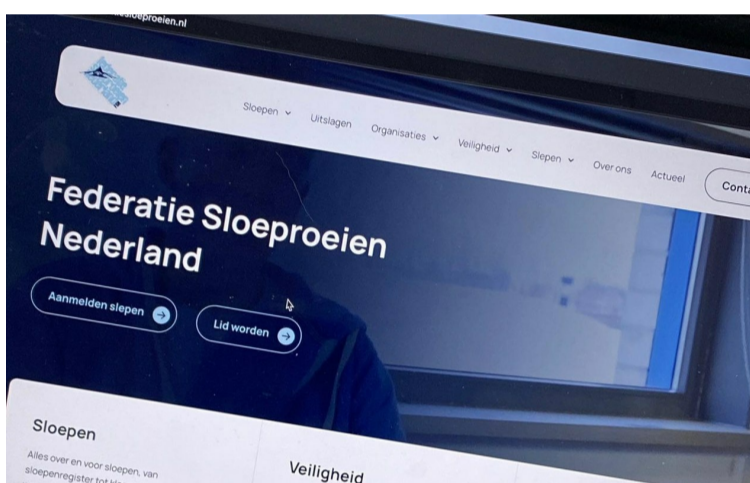 sloeproeien.nl
Sloepen
Uitslagen
Organisaties
Veiligheid
Slepen
Over ons
Actueel
Federatie Sloeproeien
Nederland
Aanmelden slepen
Lid worden
Sloepen
Alles over en voor sloepen, van
sloepenregister tot
Veiligheid